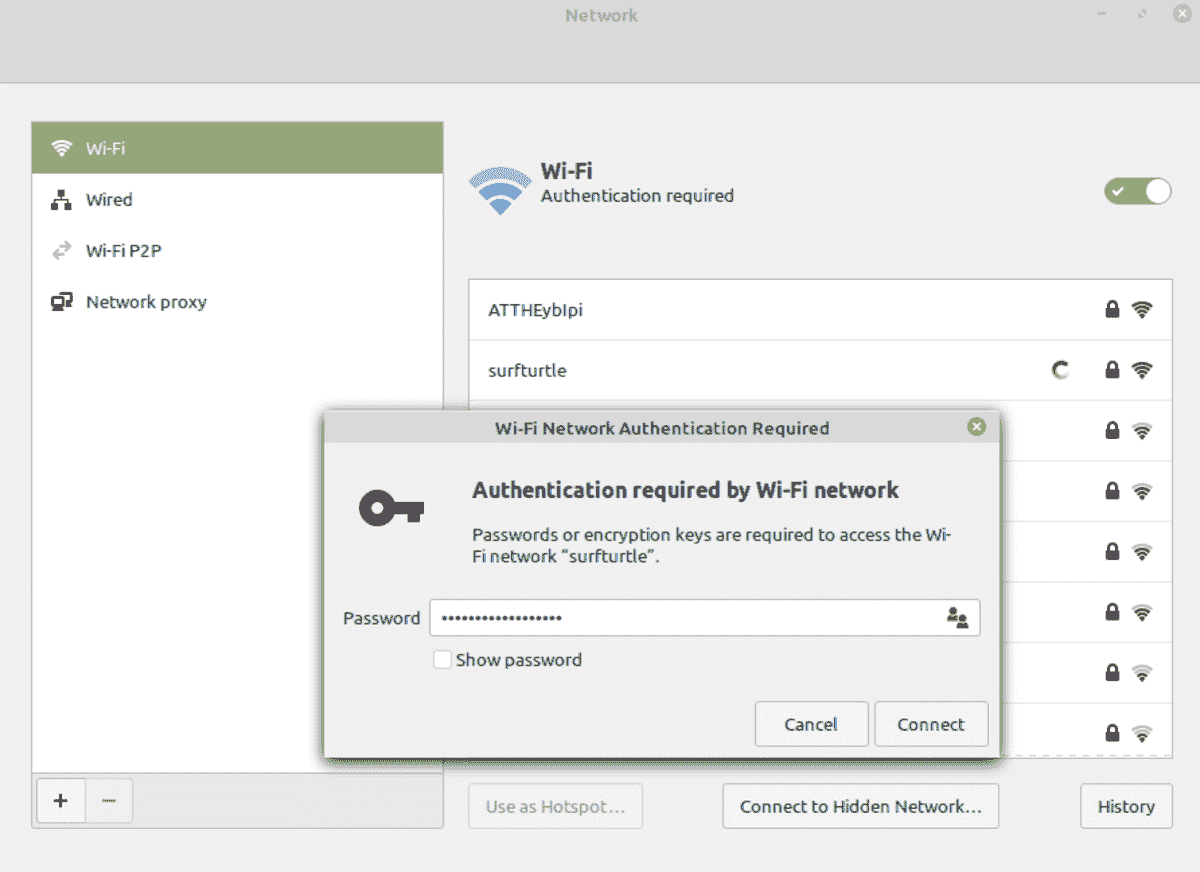 Network
Wi-Fi
Wired
Wi-Fi P2P
Network proxy
Wi-Fi
Authentication required
ATTHEybIpi
surfturtle
Wi-Fi Network Authentication Required
Authentication required by Wi-Fi network
Passwords or encryption keys are required to access the Wi-
Fi network “surfturtle”.
Password ••••••••••••••••••
Show password
Cancel Connect
+ −
Use as Hotspot…
Connect to Hidden Network…
History